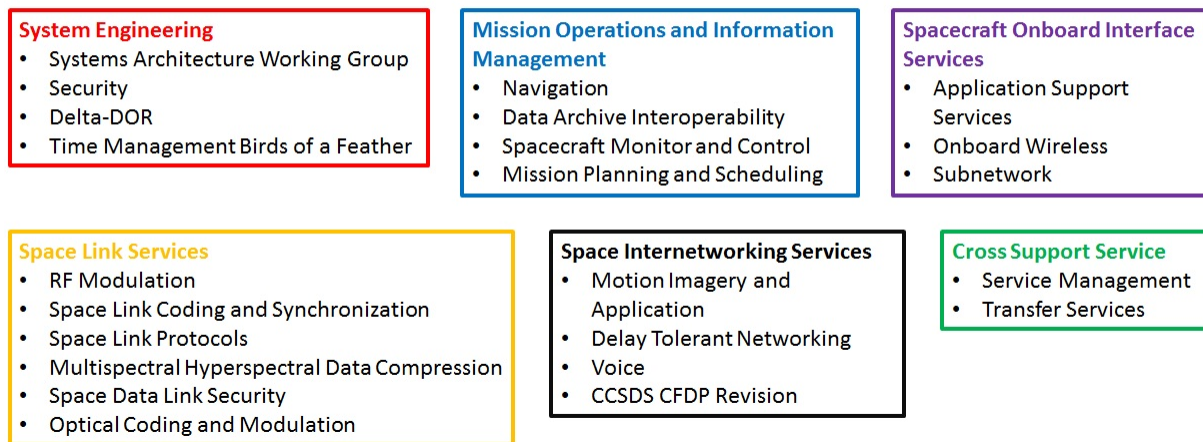 System Engineering
• Systems Architecture Working Group
• Security
• Delta-DOR
• Time Management Birds of a Feather
Mission Operations and Information
Management
• Navigation
• Data Archive Interoperability
• Spacecraft Monitor and Control
• Mission Planning and Scheduling
Spacecraft Onboard Interface
Services
• Application Support
Services
• Onboard Wireless
• Subnetwork
Space Link Services
• RF Modulation
• Space Link Coding and Synchronization
• Space Link Protocols
• Multispectral Hyperspectral Data Compression
• Space Data Link Security
• Optical Coding and Modulation
Space Internetworking Services
• Motion Imagery and
Application
• Delay Tolerant Networking
• Voice
• CCSDS CFDP Revision
Cross Support Service
• Service Management
• Transfer Services